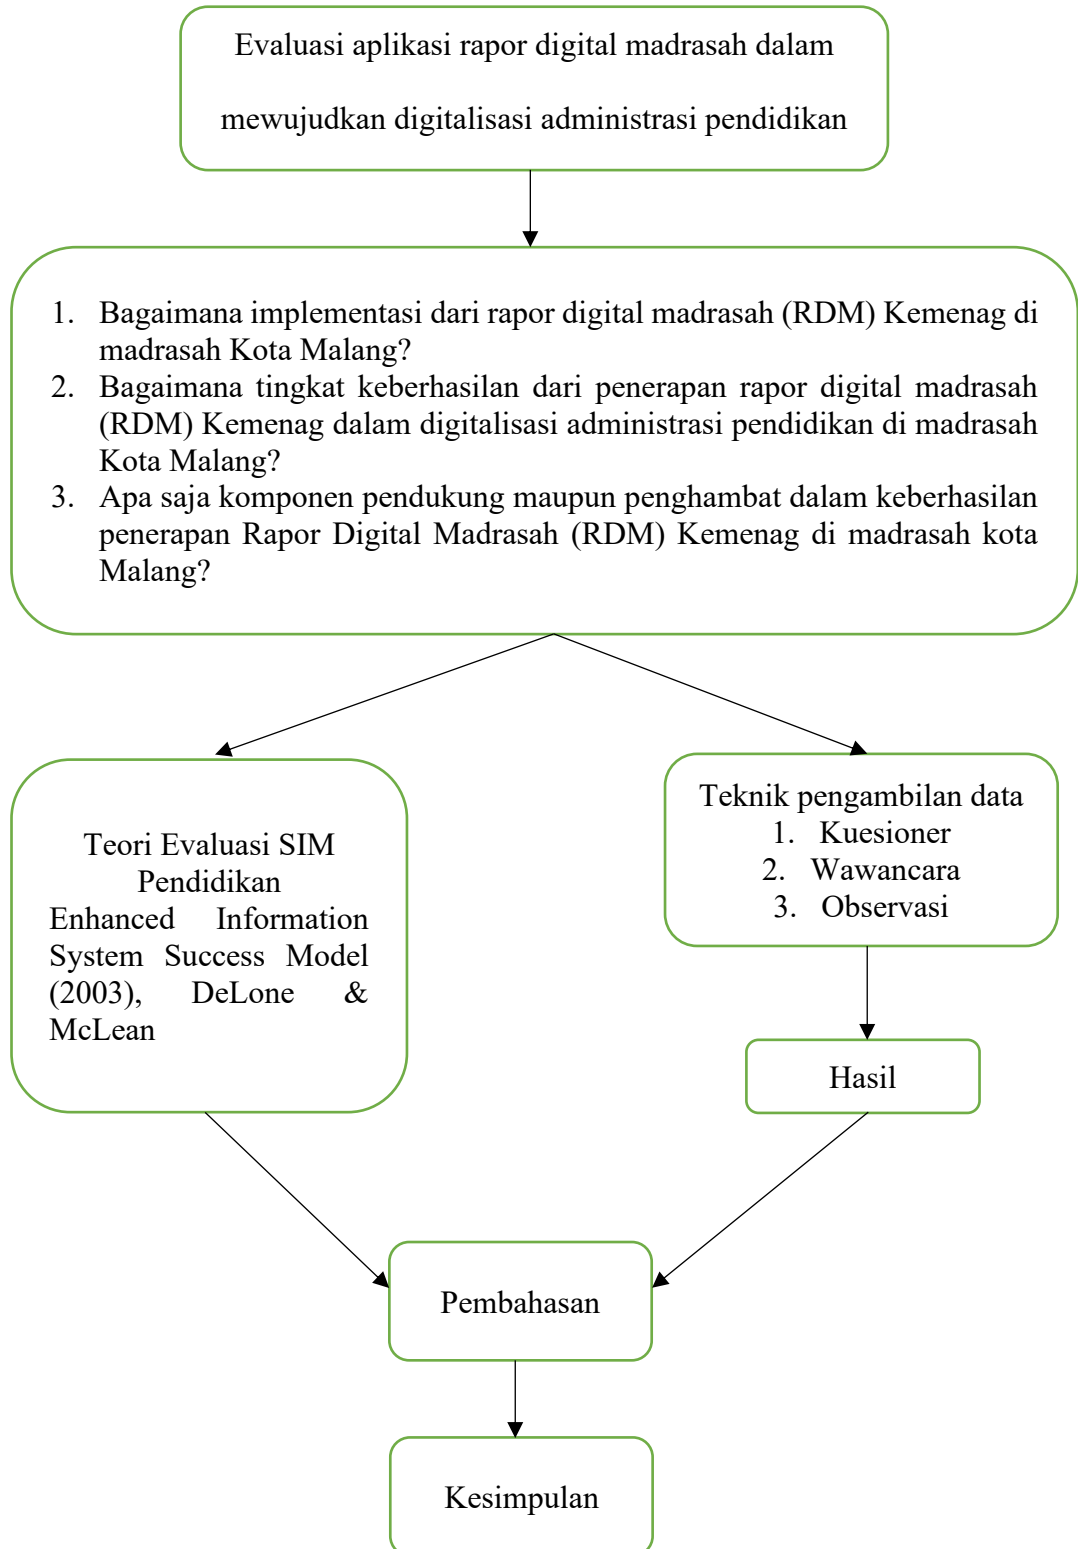 Evaluasi aplikasi rapor digital madrasah dalam
mewujudkan digitalisasi administrasi pendidikan
1. Bagaimana implementasi dari rapor digital madrasah (RDM) Kemenag di
madrasah Kota Malang?
2. Bagaimana tingkat keberhasilan dari penerapan rapor digital madrasah
(RDM) Kemenag dalam digitalisasi administrasi pendidikan di madrasah
Kota Malang?
3. Apa saja komponen pendukung maupun penghambat dalam keberhasilan
penerapan Rapor Digital Madrasah (RDM) Kemenag di madrasah kota
Malang?
Teori Evaluasi SIM
Pendidikan
Enhanced Information
System Success Model
(2003), DeLone &
McLean
Teknik pengambilan data
1. Kuesioner
2. Wawancara
3. Observasi
Hasil
Pembahasan
Kesimpulan